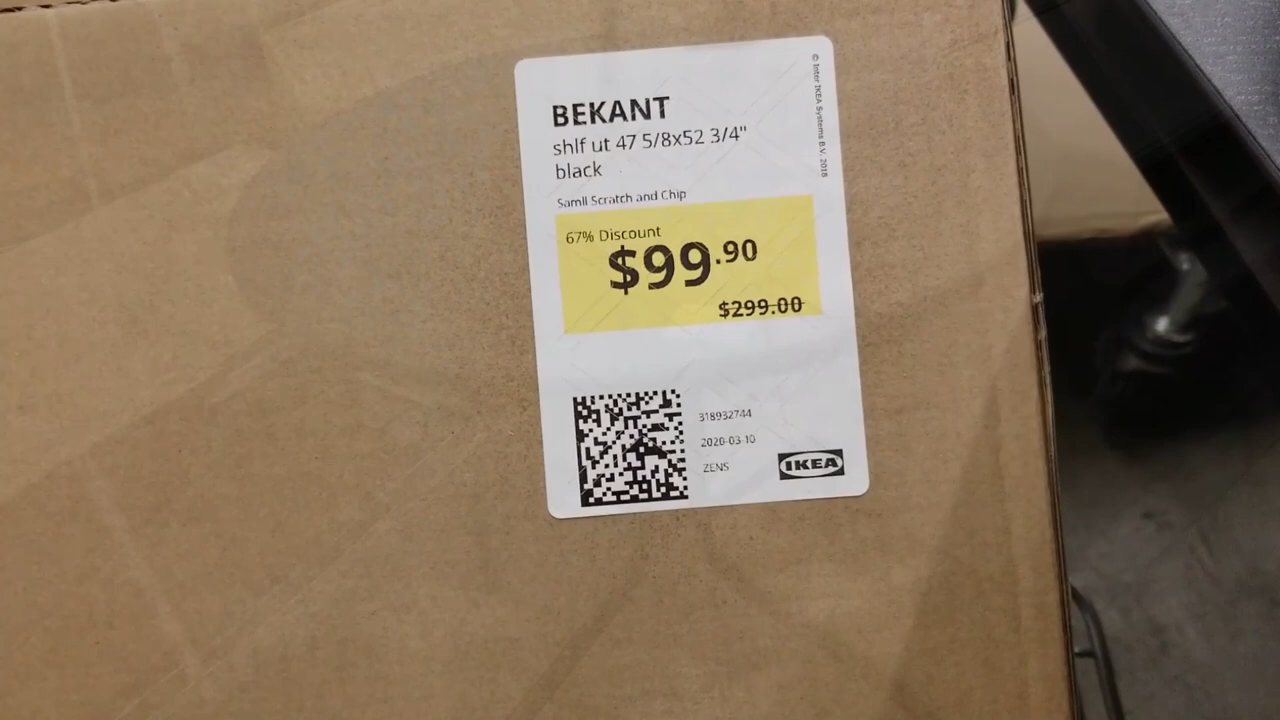 BEKANT
shlf ut 47 5/8x52 3/4"
black
© Inter IKEA Systems B.V. 2018
Samll Scratch and Chip
67% Discount
$99.90
$299.00
318932744
2020-03-10
ZENS
IKEA